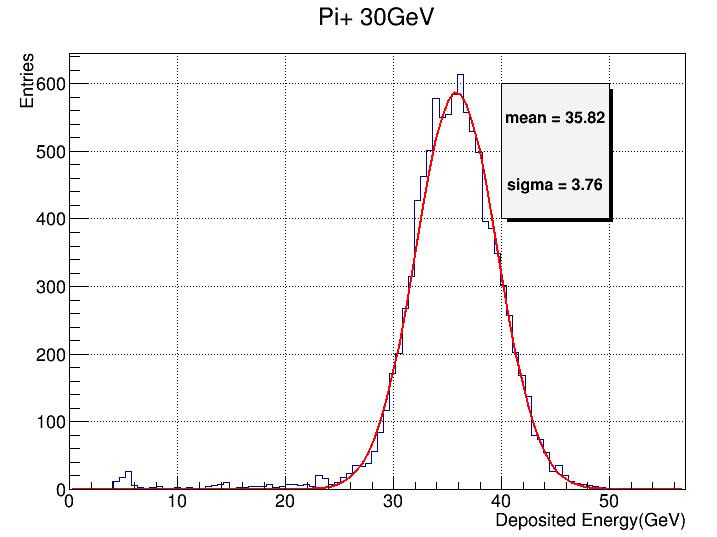 Pi+ 30GeV
Entries
600
500
400
300
200
100
0
mean = 35.82
sigma = 3.76
0 10 20 30 40 50
Deposited Energy(GeV)